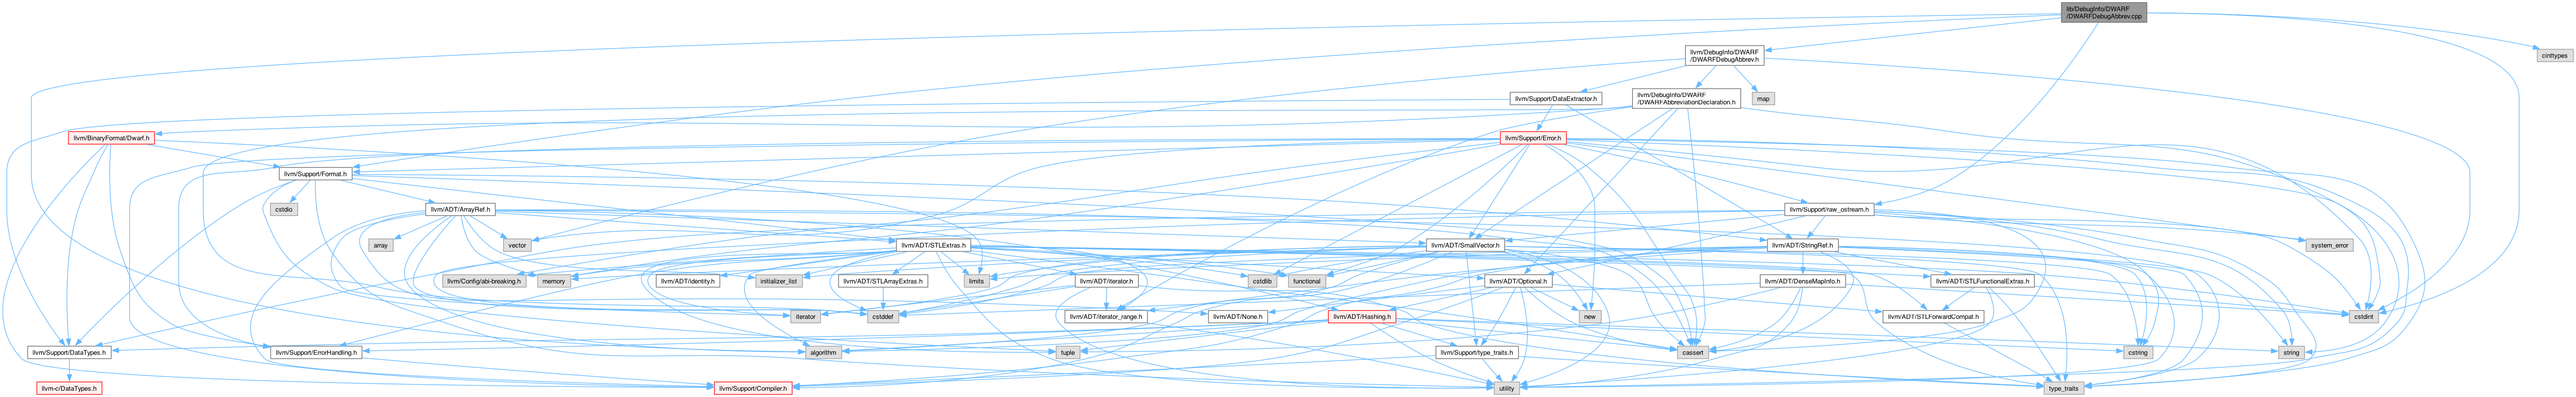 lib/DebugInfo/DWARF
/DWARFDebugAbbrev.cpp
llvm/DebugInfo/DWARF
/DWARFDebugAbbrev.h
cinttypes
llvm/Support/DataExtractor.h
llvm/DebugInfo/DWARF
/DWARFAbbreviationDeclaration.h
map
llvm/BinaryFormat/Dwarf.h
llvm/Support/Error.h
llvm/Support/Format.h
cstdio
llvm/ADT/ArrayRef.h
llvm/Support/raw_ostream.h
array
vector
llvm/ADT/STLExtras.h
llvm/ADT/SmallVector.h
llvm/ADT/StringRef.h
system_error
llvm/Config/abi-breaking.h
memory
llvm/ADT/identity.h
initializer_list
llvm/ADT/STLArrayExtras.h
limits
llvm/ADT/iterator.h
cstdlib
functional
llvm/ADT/Optional.h
llvm/ADT/DenseMapInfo.h
llvm/ADT/STLFunctionalExtras.h
iterator
cstddef
llvm/ADT/iterator_range.h
llvm/ADT/None.h
llvm/ADT/Hashing.h
new
llvm/ADT/STLForwardCompat.h
cstdint
llvm/Support/DataTypes.h
llvm/Support/ErrorHandling.h
algorithm
tuple
llvm/Support/type_traits.h
cassert
cstring
string
llvm-c/DataTypes.h
llvm/Support/Compiler.h
utility
type_traits